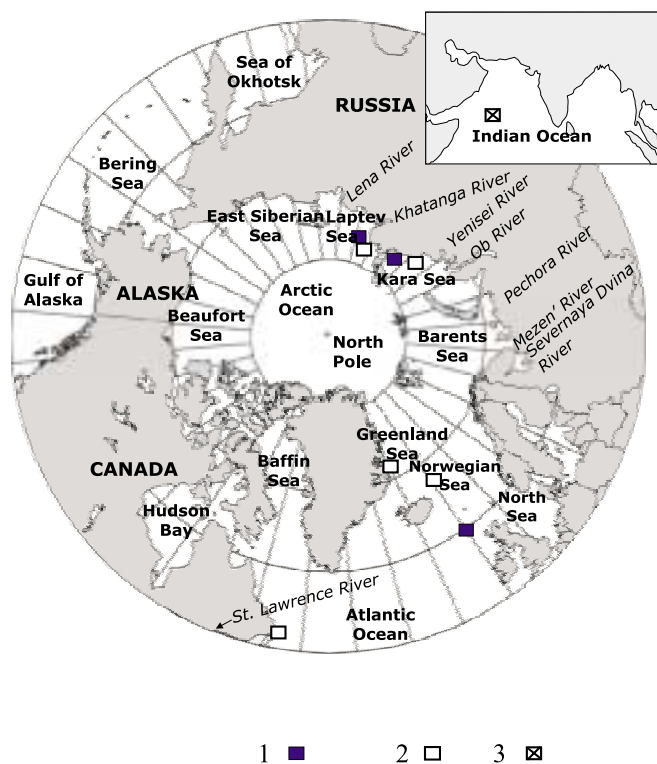 Sea of
Okhotsk
RUSSIA
Indian Ocean
Bering
Sea
Lena River
Khatanga River
Yenisei River
Ob River
Pechora River
Mezen' River
Severnaya Dvina
River
East Siberian
Sea
Laptev
Sea
Kara Sea
Gulf of
Alaska
ALASKA
Arctic
Ocean
Beaufort
Sea
North
Pole
Barents
Sea
Greenland
Sea
Norwegian
Sea
North
Sea
CANADA
Baffin
Sea
Hudson
Bay
St. Lawrence River
Atlantic
Ocean
1 2 3